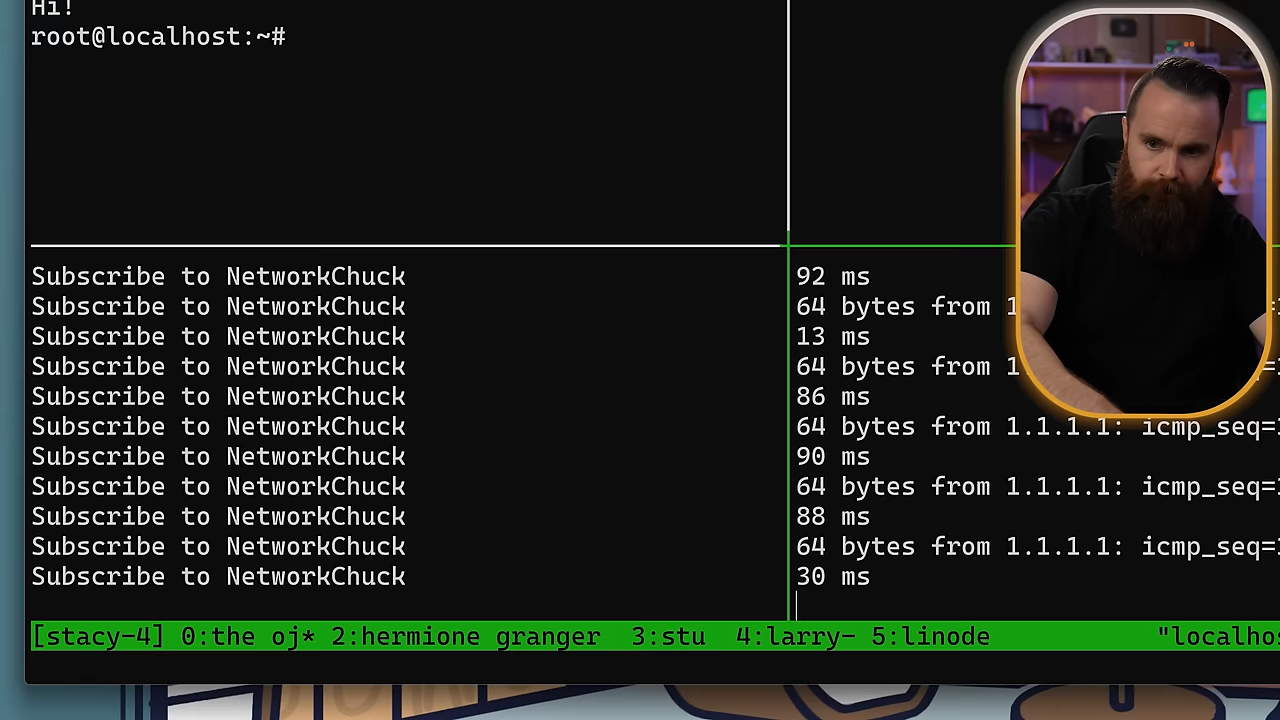 Hi!
root@localhost:~#
Subscribe to NetworkChuck
Subscribe to NetworkChuck
Subscribe to NetworkChuck
Subscribe to NetworkChuck
Subscribe to NetworkChuck
Subscribe to NetworkChuck
Subscribe to NetworkChuck
Subscribe to NetworkChuck
Subscribe to NetworkChuck
Subscribe to NetworkChuck
Subscribe to NetworkChuck
92 ms
64 bytes from 1
13 ms
64 bytes from 1
86 ms
64 bytes from 1.1.1.1: icmp_seq=
90 ms
64 bytes from 1.1.1.1: icmp_seq=
88 ms
64 bytes from 1.1.1.1: icmp_seq=
30 ms
[stacy-4] 0:the oj* 2:hermione granger 3:stu 4:larry- 5:linode "localhos